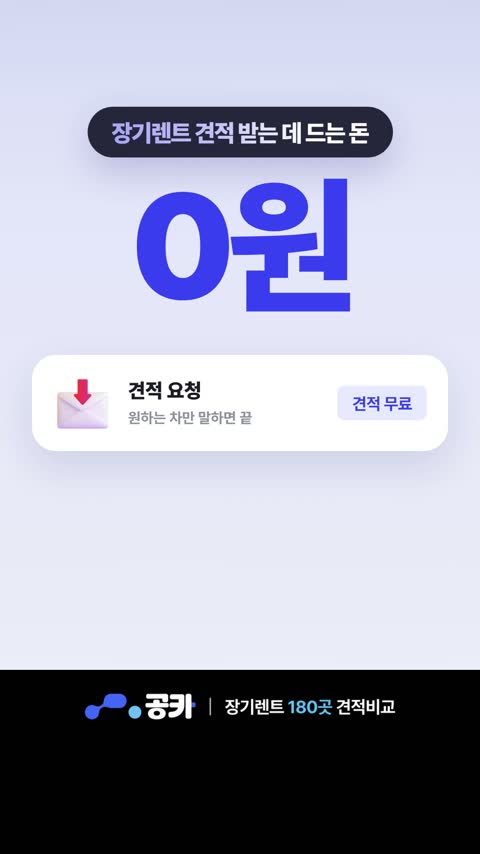 장기렌트 견적 받는 데 드는 돈
0원
견적 요청
원하는 차만 말하면 끝
견적 무료
공카 | 장기렌트 180곳 견적비교